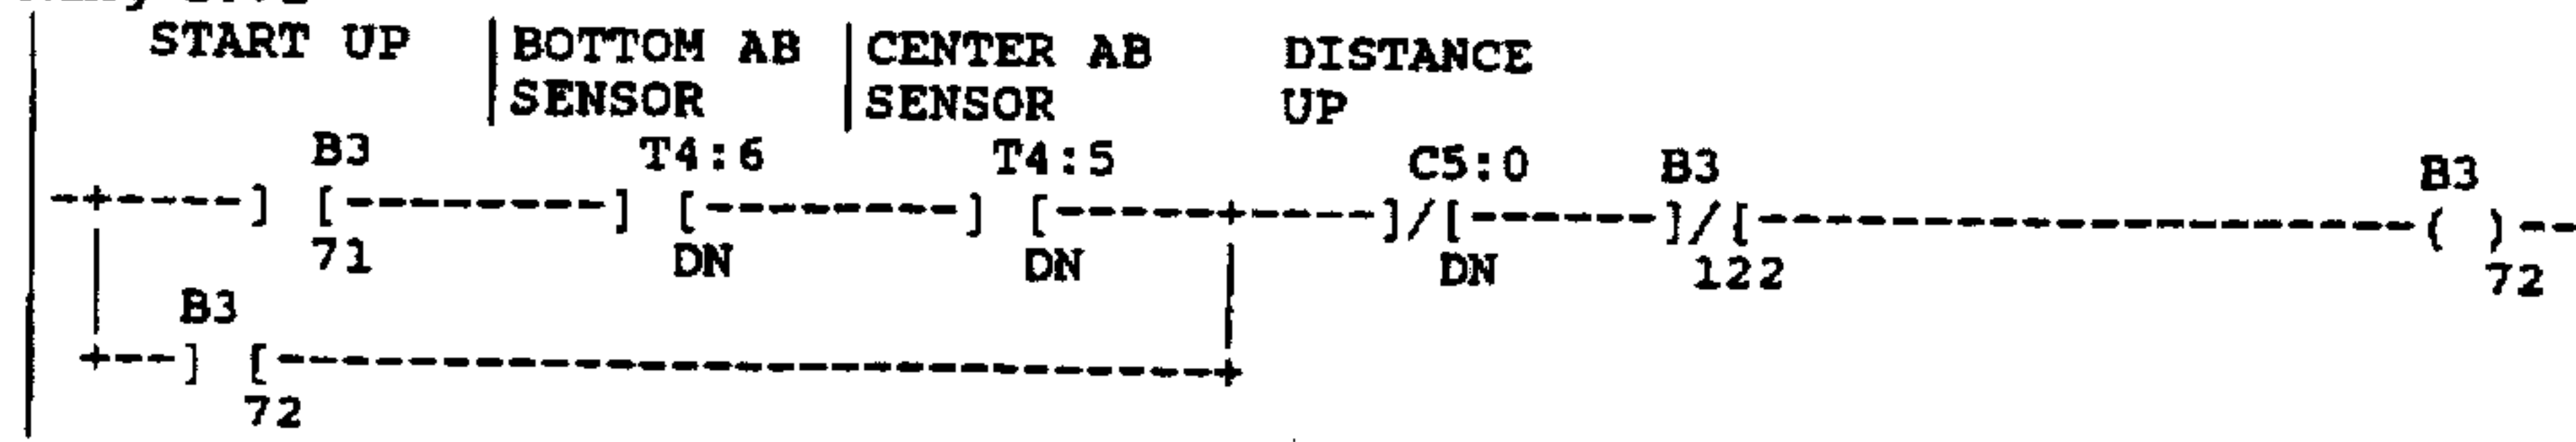 START UP |BOTTOM AB |CENTER AB DISTANCE
|SENSOR |SENSOR UP
B3 T4:6 T4:5 C5:0 B3 B3
-+-----] [---------] [---------] [------+-----]/[-------]/[---------------------( )--
71 DN DN DN 122 72
B3
+---] [------------------------------+
72